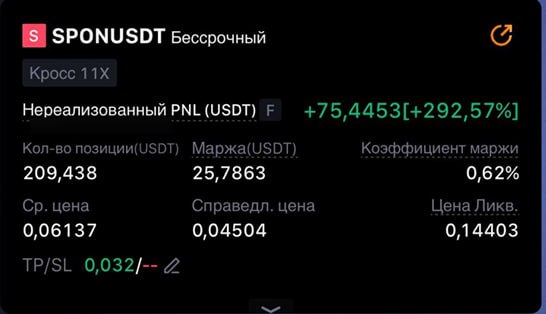 S SPONUSDT Бессрочный
Кросс 11X
Нереализованный PNL (USDT) F +75,4453[+292,57%]
Кол-во позиции(USDT) Маржа(USDT) Коэффициент маржи
209,438 25,7863 0,62%
Ср. цена Справедл. цена Цена Ликв.
0,06137 0,04504 0,14403
TP/SL 0,032/--